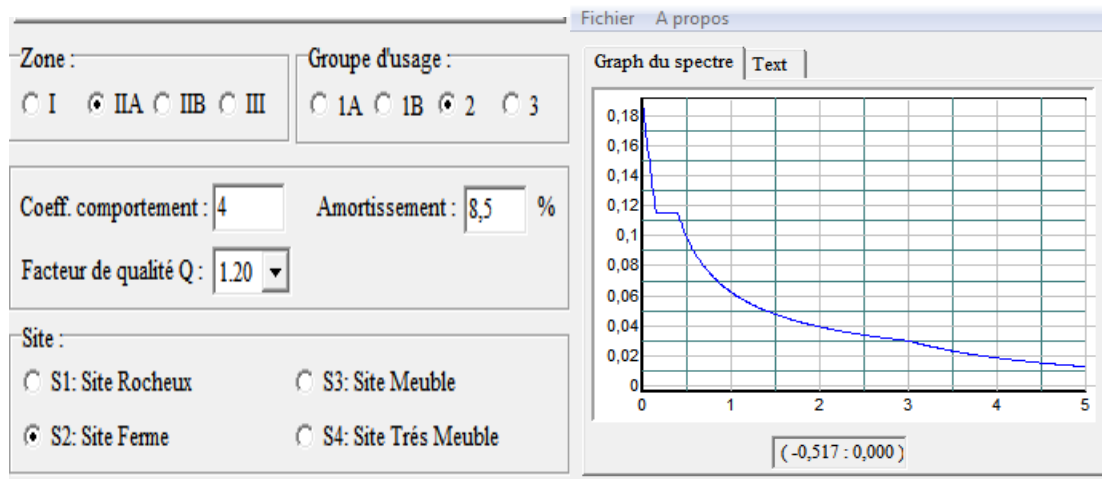 Zone :
I IIA IIB III
Groupe d'usage :
1A 1B 2 3
Coeff. comportement : 4
Amortissement : 8,5 %
Facteur de qualité Q : 1.20
Site :
S1: Site Rocheux
S3: Site Meuble
S2: Site Ferme
S4: Site Trés Meuble
Fichier A propos
Graph du spectre Text
0,18
0,16
0,14
0,12
0,1
0,08
0,06
0,04
0,02
0
0 1 2 3 4 5
( -0,517 : 0,000 )